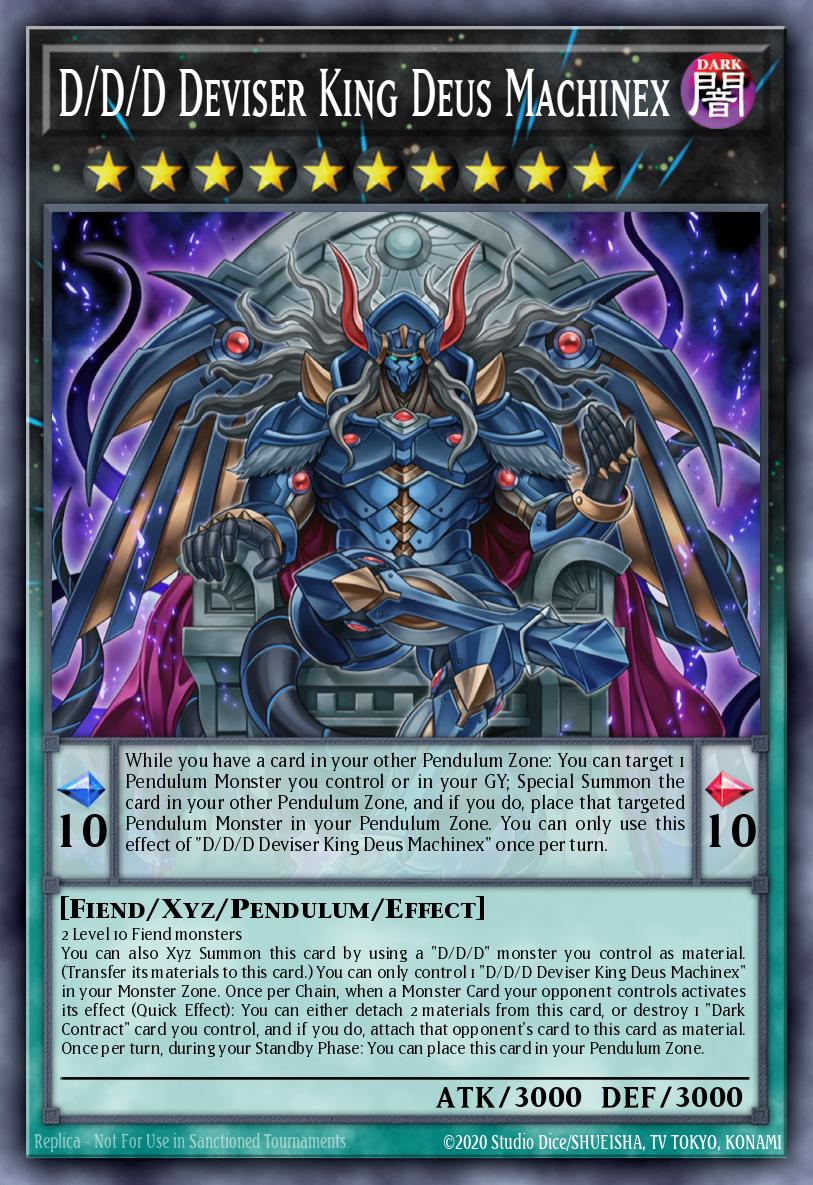 D/D/D Deviser King Deus Machinex
DARK
闇
While you have a card in your other Pendulum Zone: You can target 1
Pendulum Monster you control or in your GY; Special Summon the
card in your other Pendulum Zone, and if you do, place that targeted
Pendulum Monster in your Pendulum Zone. You can only use this
effect of "D/D/D Deviser King Deus Machinex" once per turn.
10
10
[Fiend/Xyz/Pendulum/Effect]
2 Level 10 Fiend monsters
You can also Xyz Summon this card by using a "D/D/D" monster you control as material.
(Transfer its materials to this card.) You can only control 1 "D/D/D Deviser King Deus Machinex"
in your Monster Zone. Once per Chain, when a Monster Card your opponent controls activates
its effect (Quick Effect): You can either detach 2 materials from this card, or destroy 1 "Dark
Contract" card you control, and if you do, attach that opponent's card to this card as material.
Once per turn, during your Standby Phase: You can place this card in your Pendulum Zone.
ATK/3000 DEF/3000
Replica - Not For Use in Sanctioned Tournaments.
©2020 Studio Dice/SHUEISHA, TV TOKYO, KONAMI